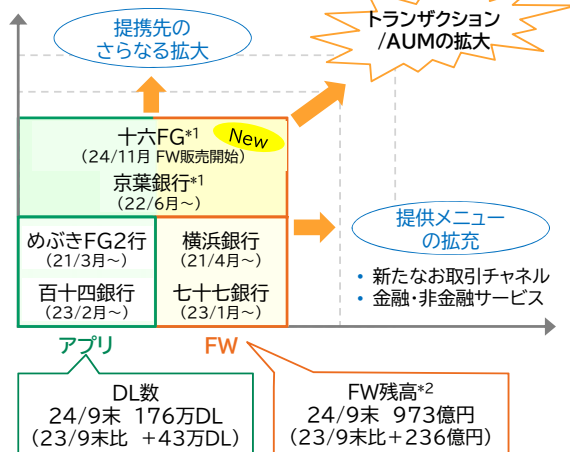 提携先の
さらなる拡大
トランザクション
/AUMの拡大
十六FG*1
New
(24/11月 FW販売開始)
京葉銀行*1
(22/6月~)
めぶきFG2行
(21/3月~)
横浜銀行
(21/4月~)
百十四銀行
(23/2月~)
七十七銀行
(23/1月~)
提供メニュー
の拡充
• 新たなお取引チャネル
• 金融・非金融サービス
アプリ
FW
DL数
24/9末 176万DL
(23/9末比 +43万DL)
FW残高*2
24/9末 973億円
(23/9末比+236億円)